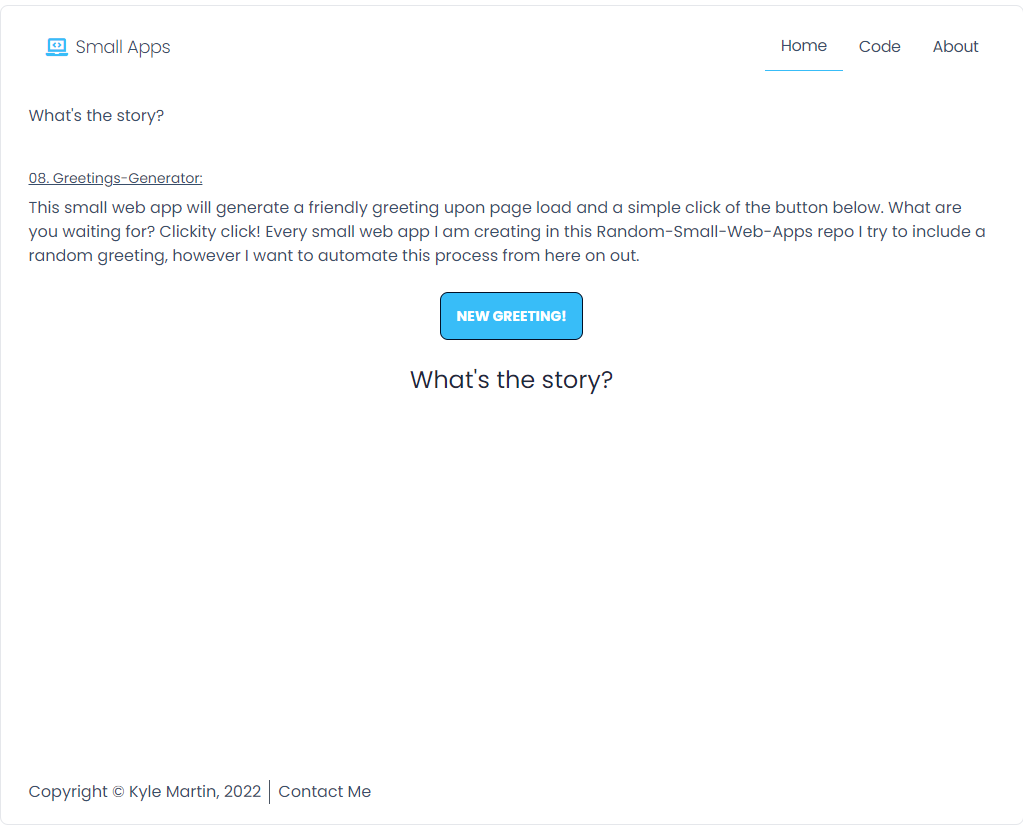 Small Apps
Home Code About
What's the story?
08. Greetings-Generator:
This small web app will generate a friendly greeting upon page load and a simple click of the button below. What are
you waiting for? Clickity click! Every small web app I am creating in this Random-Small-Web-Apps repo I try to include a
random greeting, however I want to automate this process from here on out.
NEW GREETING!
What's the story?
Copyright © Kyle Martin, 2022 Contact Me